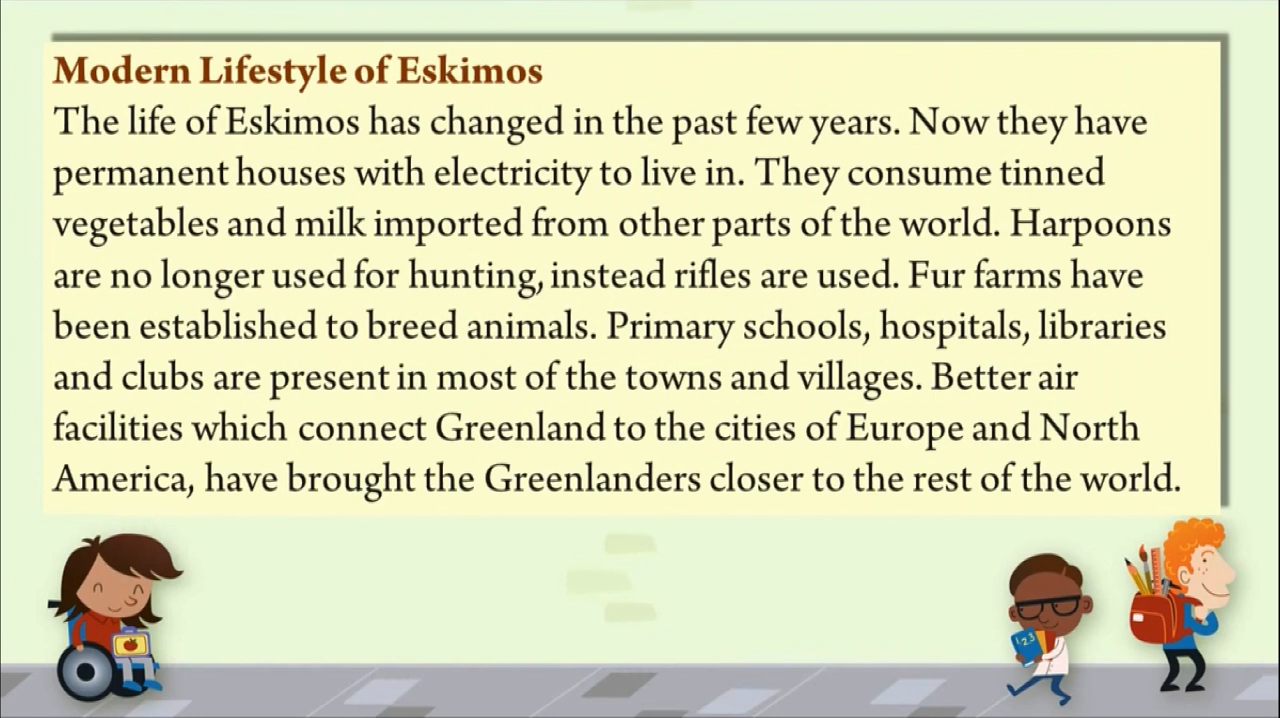 Modern Lifestyle of Eskimos
The life of Eskimos has changed in the past few years. Now they have
permanent houses with electricity to live in. They consume tinned
vegetables and milk imported from other parts of the world. Harpoons
are no longer used for hunting, instead rifles are used. Fur farms have
been established to breed animals. Primary schools, hospitals, libraries
and clubs are present in most of the towns and villages. Better air
facilities which connect Greenland to the cities of Europe and North
America, have brought the Greenlanders closer to the rest of the world.
1 2 3